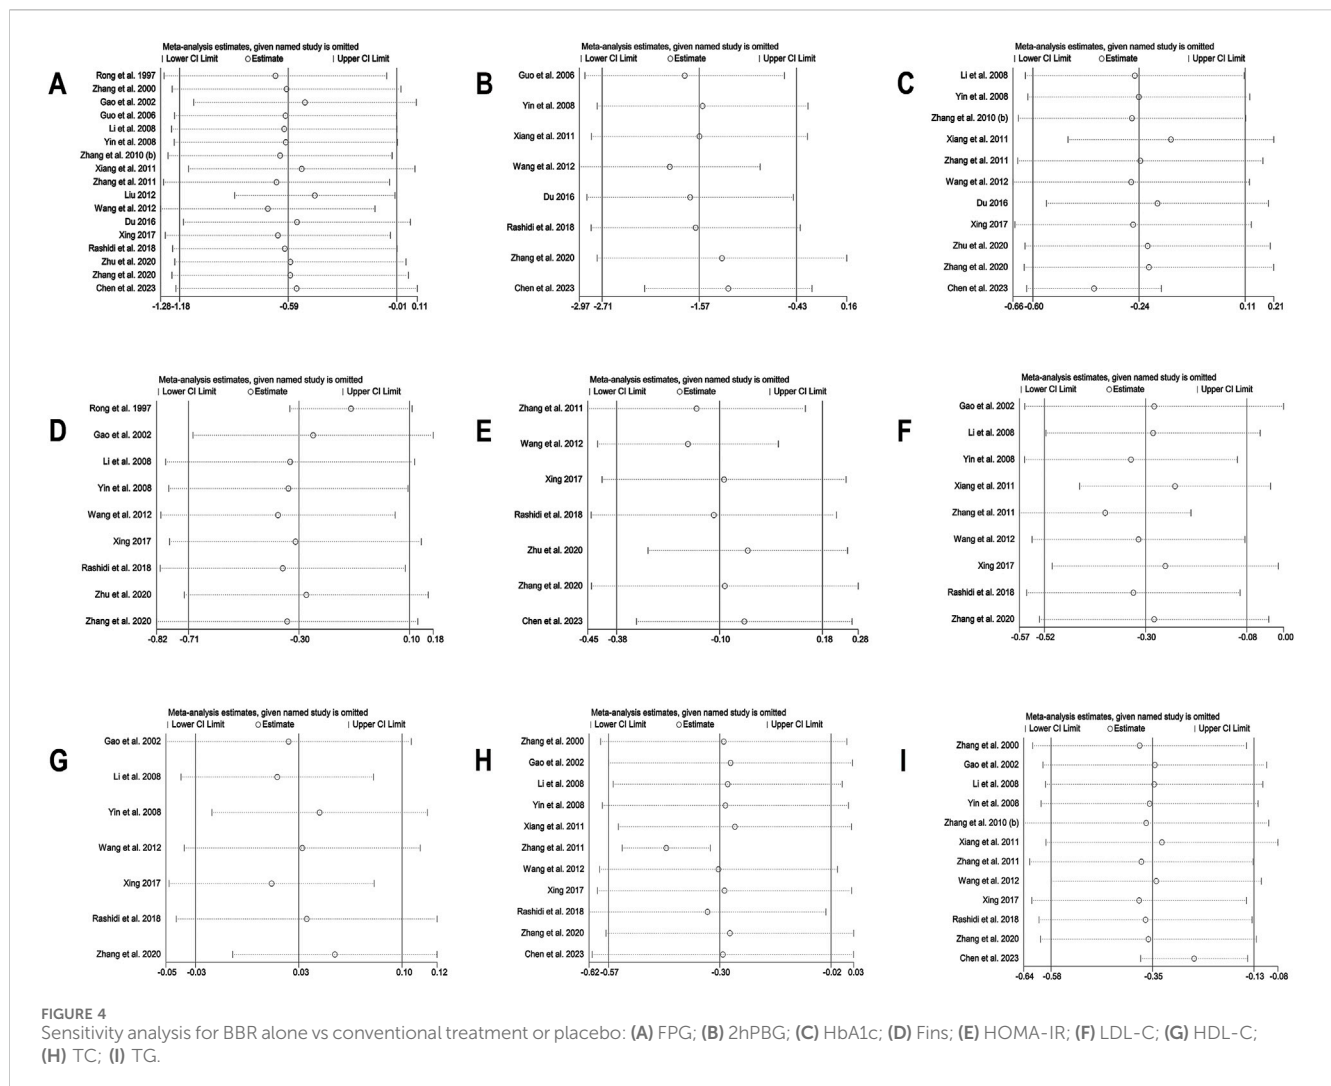 A
Meta-analysis estimates, given named study is omitted
| Lower CI Limit ○ Estimate | Upper CI Limit
Rong et al. 1997
Zhang et al. 2000
Gao et al. 2002
Guo et al. 2006
Li et al. 2008
Yin et al. 2008
Zhang et al. 2010 (b)
Xiang et al. 2011
Zhang et al. 2011
Liu 2012
Wang et al. 2012
Du 2016
Xing 2017
Rashidi et al. 2018
Zhu et al. 2020
Zhang et al. 2020
Chen et al. 2023
-1.28 -1.18 -0.59 -0.01 0.11
B
Meta-analysis estimates, given named study is omitted
| Lower CI Limit ○ Estimate | Upper CI Limit
Guo et al. 2006
Yin et al. 2008
Xiang et al. 2011
Wang et al. 2012
Du 2016
Rashidi et al. 2018
Zhang et al. 2020
Chen et al. 2023
-2.97 -2.71 -1.57 -0.43 0.16
C
Meta-analysis estimates, given named study is omitted
| Lower CI Limit ○ Estimate | Upper CI Limit
Li et al. 2008
Yin et al. 2008
Zhang et al. 2010 (b)
Xiang et al. 2011
Zhang et al. 2011
Wang et al. 2012
Du 2016
Xing 2017
Zhu et al. 2020
Zhang et al. 2020
Chen et al. 2023
-0.66 -0.60 -0.24 0.11 0.21
D
Meta-analysis estimates, given named study is omitted
| Lower CI Limit ○ Estimate | Upper CI Limit
Rong et al. 1997
Gao et al. 2002
Li et al. 2008
Yin et al. 2008
Wang et al. 2012
Xing 2017
Rashidi et al. 2018
Zhu et al. 2020
Zhang et al. 2020
-0.82 -0.71 -0.30 0.10 0.18
E
Meta-analysis estimates, given named study is omitted
| Lower CI Limit ○ Estimate | Upper CI Limit
Zhang et al. 2011
Wang et al. 2012
Xing 2017
Rashidi et al. 2018
Zhu et al. 2020
Zhang et al. 2020
Chen et al. 2023
-0.45 -0.38 -0.10 0.18 0.28
F
Meta-analysis estimates, given named study is omitted
| Lower CI Limit ○ Estimate | Upper CI Limit
Gao et al. 2002
Li et al. 2008
Yin et al. 2008
Xiang et al. 2011
Zhang et al. 2011
Wang et al. 2012
Xing 2017
Rashidi et al. 2018
Zhang et al. 2020
-0.57 -0.52 -0.30 -0.08 0.00
G
Meta-analysis estimates, given named study is omitted
| Lower CI Limit ○ Estimate | Upper CI Limit
Gao et al. 2002
Li et al. 2008
Yin et al. 2008
Wang et al. 2012
Xing 2017
Rashidi et al. 2018
Zhang et al. 2020
-0.05 -0.03 0.03 0.10 0.12
H
Meta-analysis estimates, given named study is omitted
| Lower CI Limit ○ Estimate | Upper CI Limit
Zhang et al. 2000
Gao et al. 2002
Li et al. 2008
Yin et al. 2008
Xiang et al. 2011
Zhang et al. 2011
Wang et al. 2012
Xing 2017
Rashidi et al. 2018
Zhang et al. 2020
Chen et al. 2023
-0.62 -0.57 -0.30 -0.02 0.03
I
Meta-analysis estimates, given named study is omitted
| Lower CI Limit ○ Estimate | Upper CI Limit
Zhang et al. 2000
Gao et al. 2002
Li et al. 2008
Yin et al. 2008
Zhang et al. 2010 (b)
Xiang et al. 2011
Zhang et al. 2011
Wang et al. 2012
Xing 2017
Rashidi et al. 2018
Zhang et al. 2020
Chen et al. 2023
-0.64 -0.58 -0.35 -0.13 -0.08
FIGURE 4
Sensitivity analysis for BBR alone vs conventional treatment or placebo: (A) FPG; (B) 2hPBG; (C) HbA1c; (D) Fins; (E) HOMA-IR; (F) LDL-C; (G) HDL-C;
(H) TC; (I) TG.